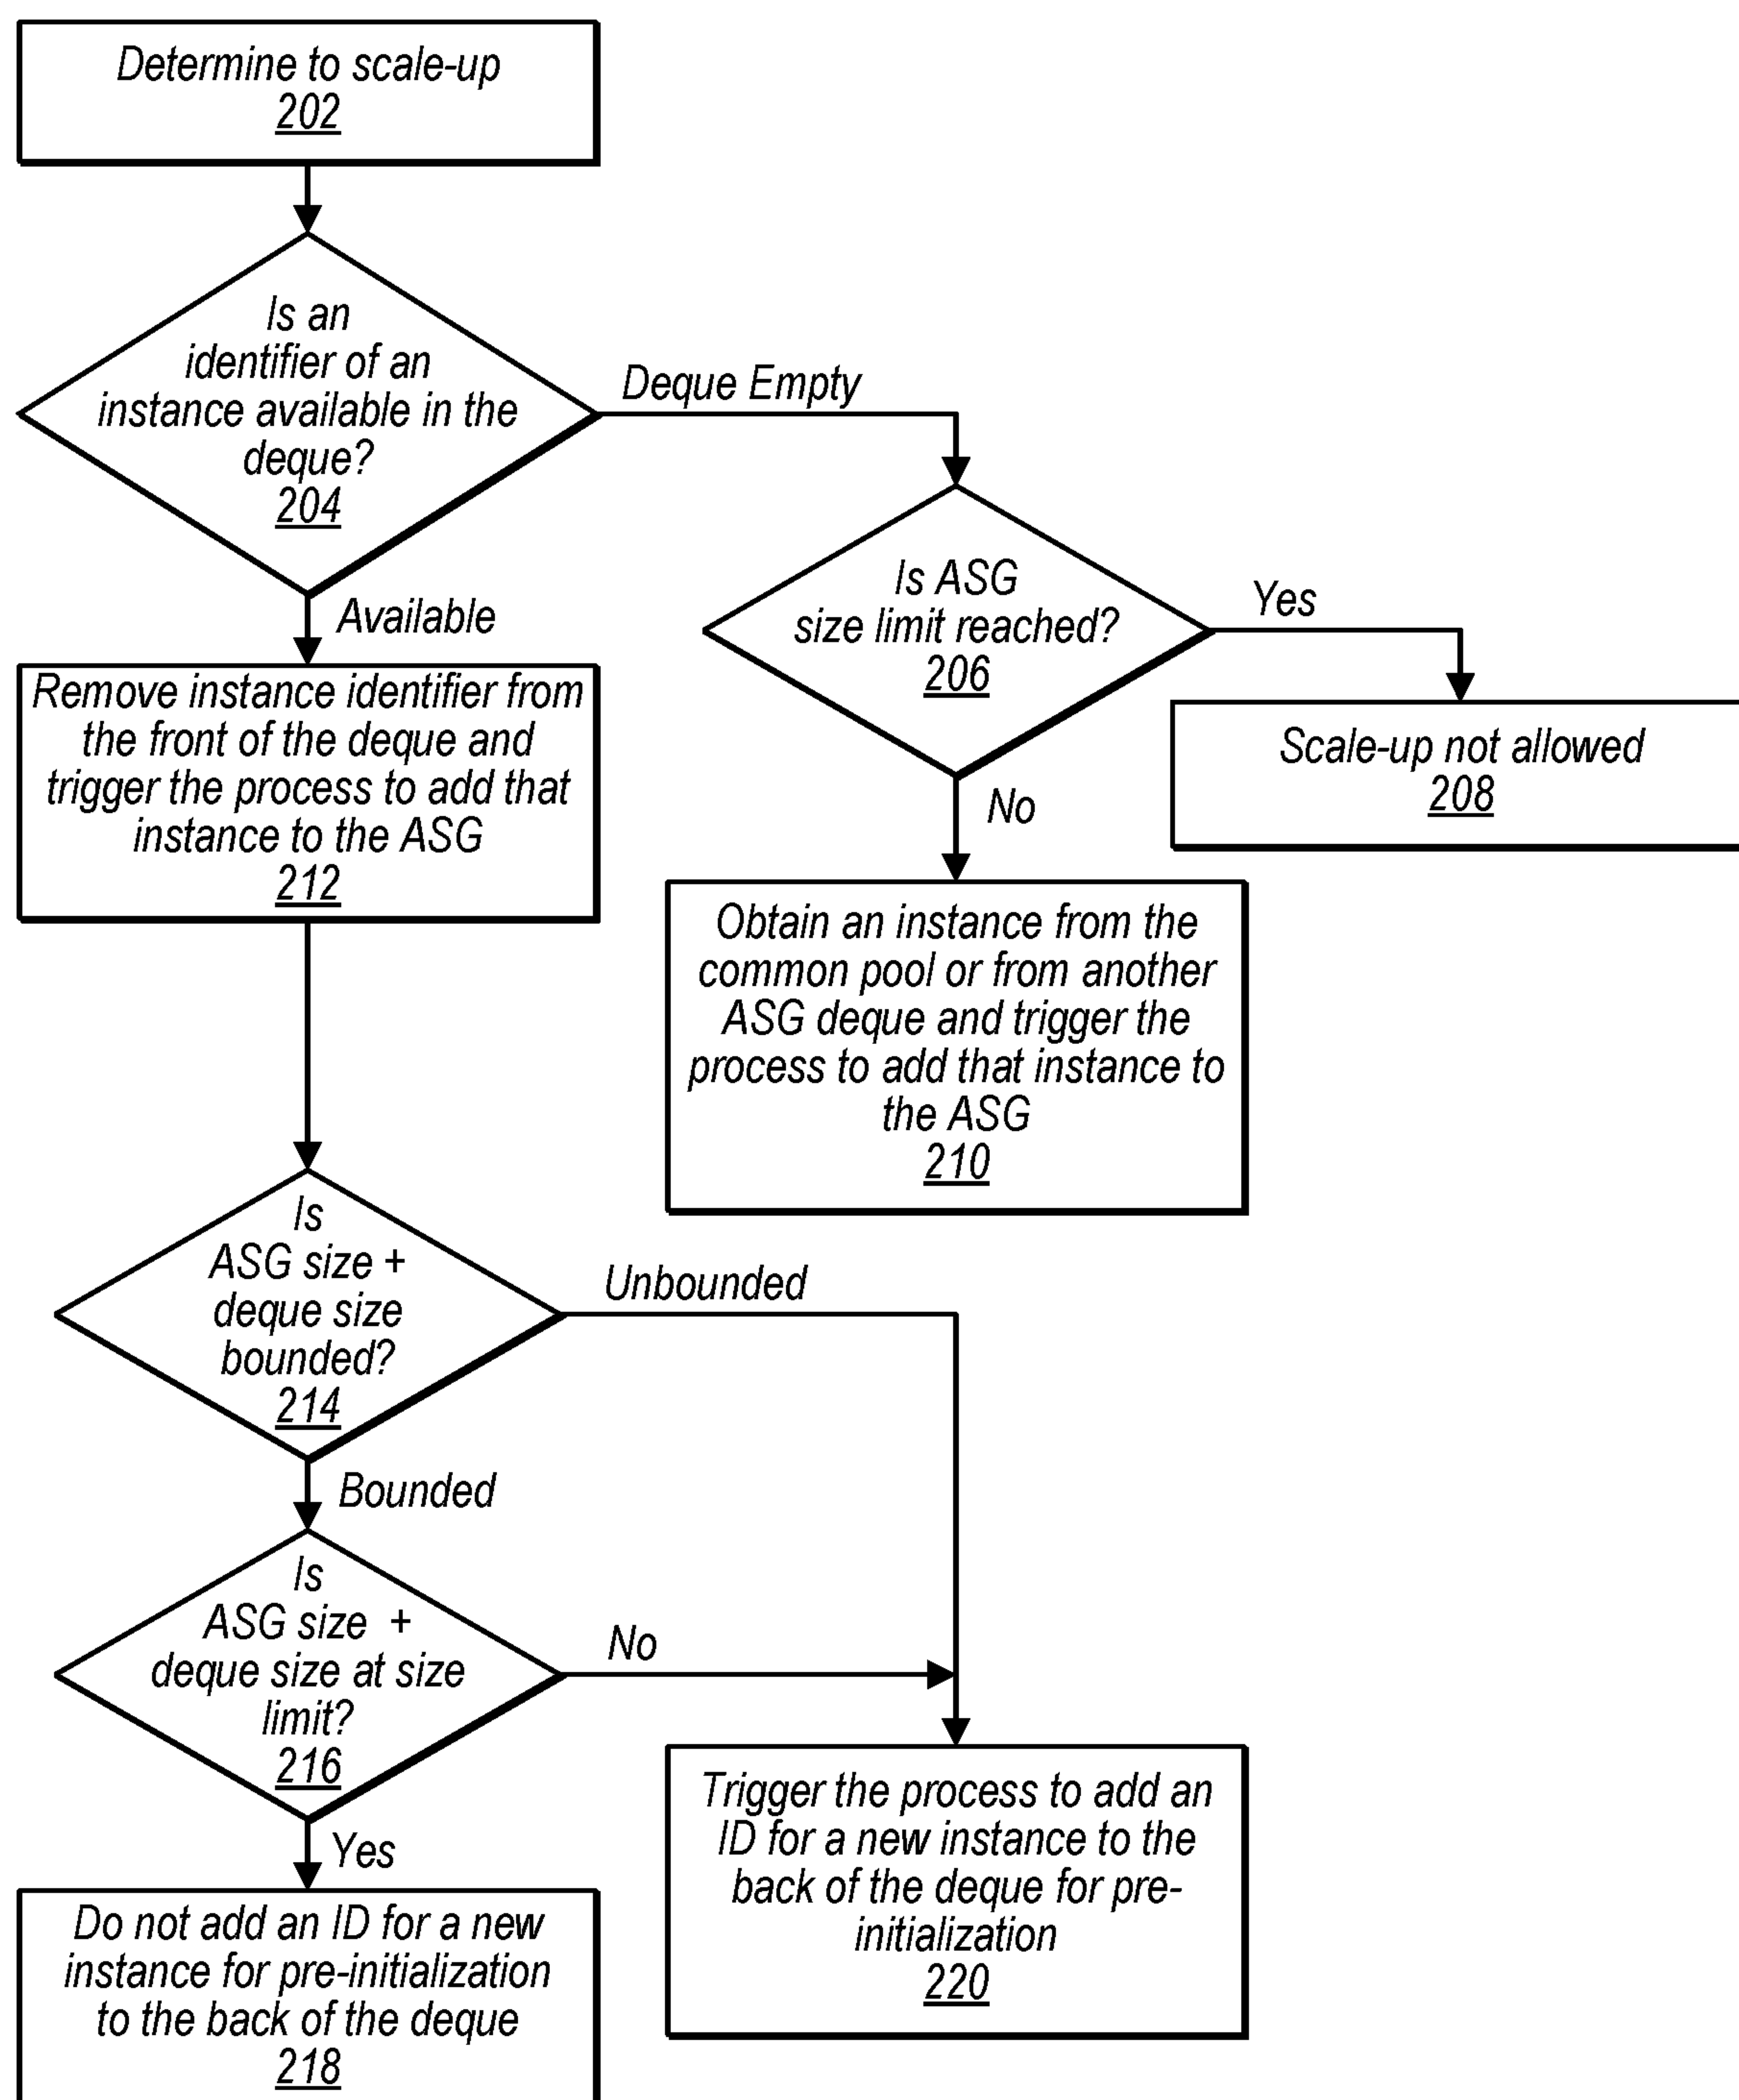 Determine to scale-up
202
Is an
identifier of an
instance available in the
deque?
204
Deque Empty
Available
Is ASG
size limit reached?
206
Yes
Scale-up not allowed
208
No
Remove instance identifier from
the front of the deque and
trigger the process to add that
instance to the ASG
212
Obtain an instance from the
common pool or from another
ASG deque and trigger the
process to add that instance to
the ASG
210
Is
ASG size +
deque size
bounded?
214
Unbounded
Bounded
Is
ASG size +
deque size at size
limit?
216
No
Yes
Trigger the process to add an
ID for a new instance to the
back of the deque for pre-
initialization
220
Do not add an ID for a new
instance for pre-initialization
to the back of the deque
218